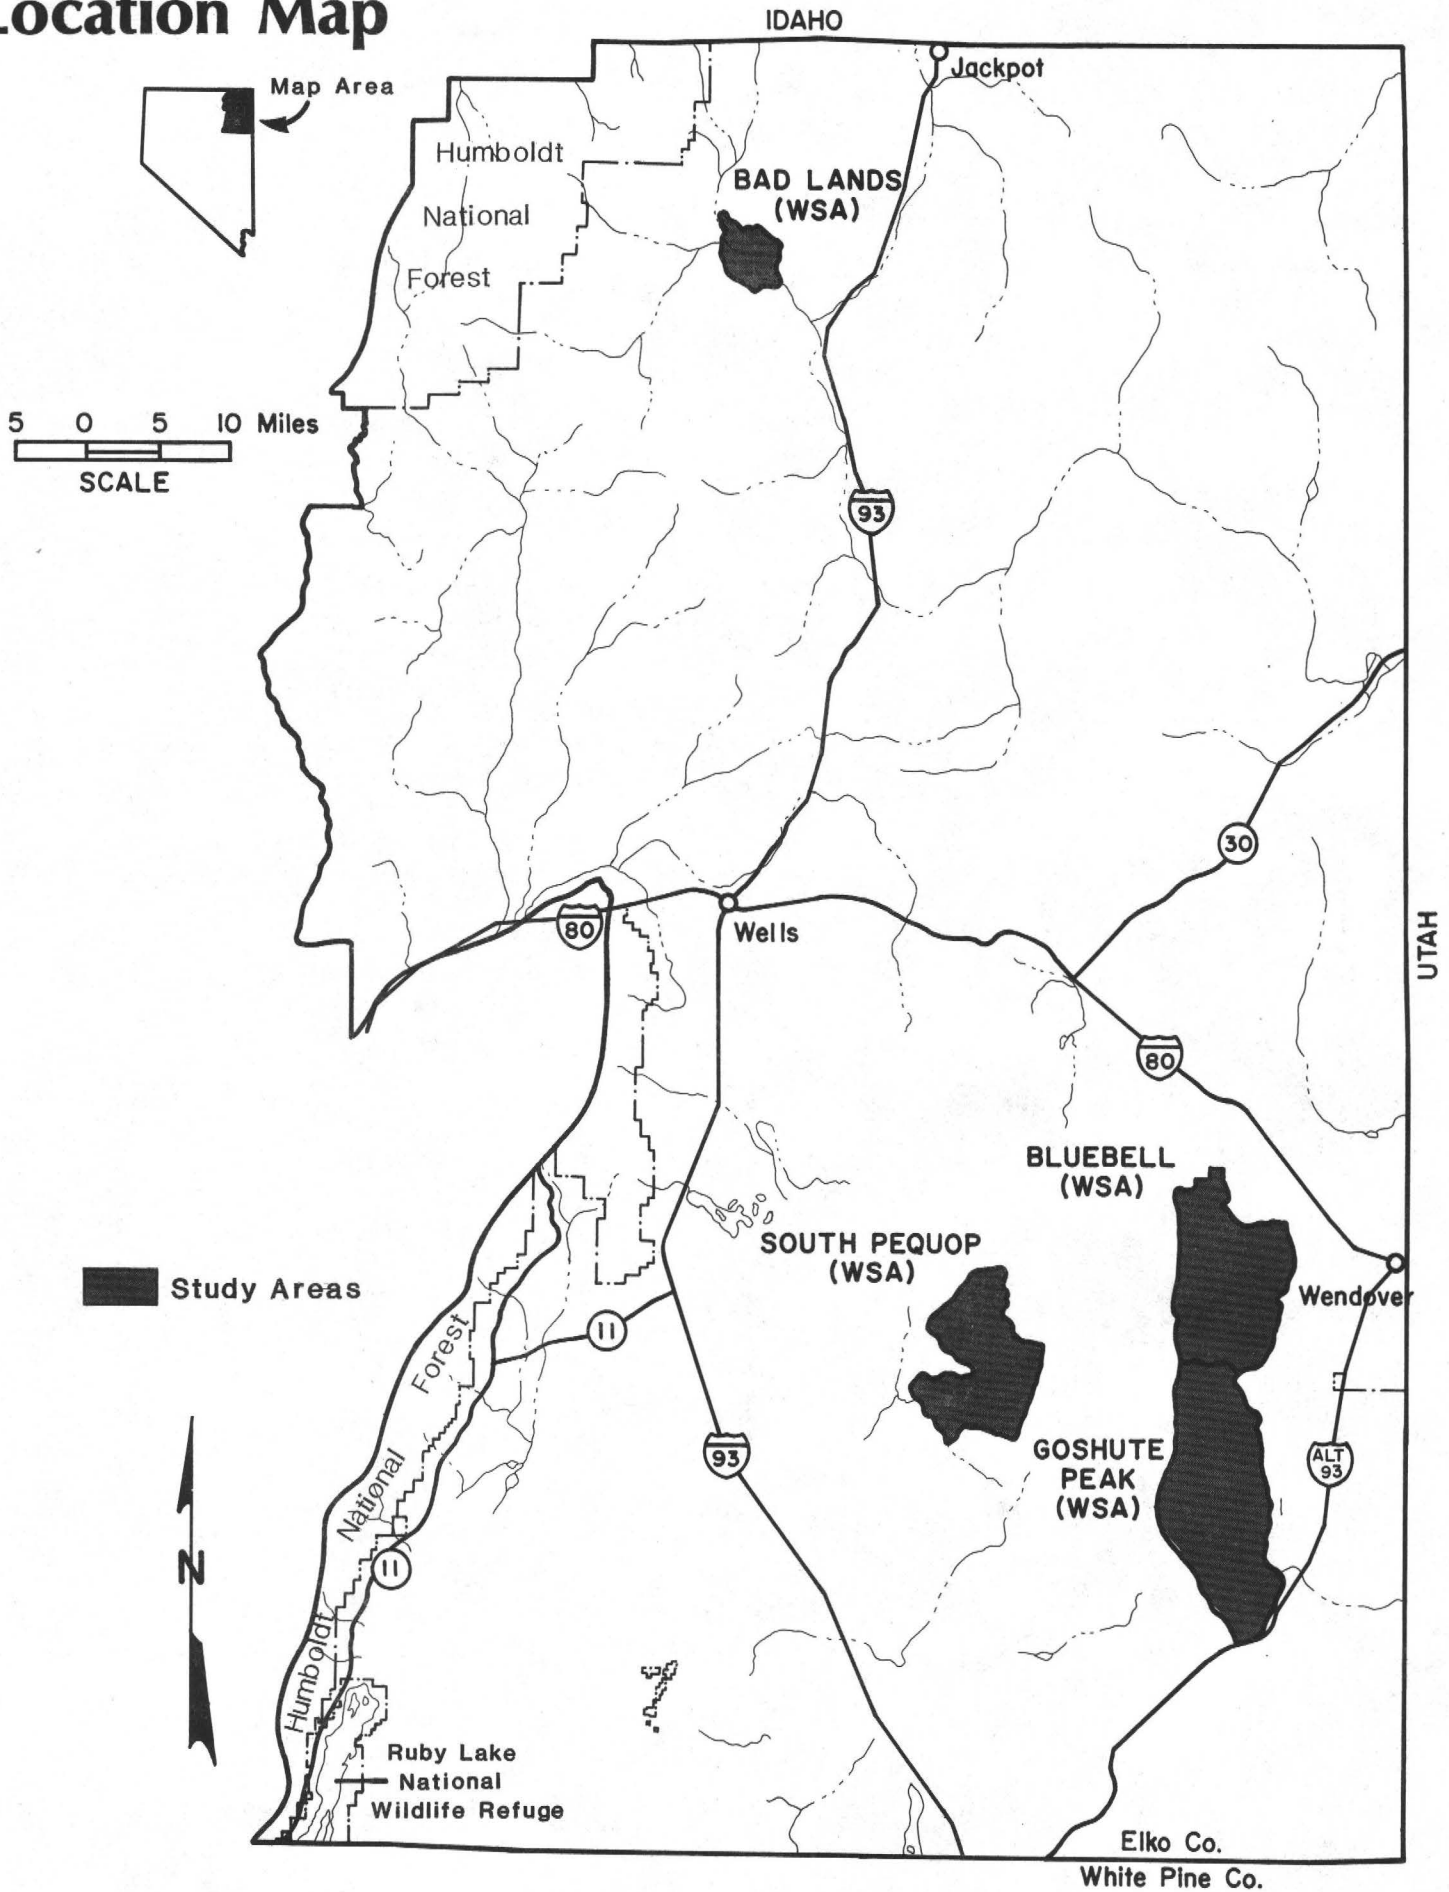 Location Map
IDAHO
Jackpot
Map Area
Humboldt
National
Forest
BAD LANDS
(WSA)
5 0 5 10 Miles
SCALE
93
30
80
Wells
UTAH
80
BLUEBELL
(WSA)
SOUTH PEQUOP
(WSA)
Study Areas
Wendover
11
Forest
National
Humboldt
93
GOSHUTE
PEAK
(WSA)
ALT
93
N
11
Ruby Lake
National
Wildlife Refuge
Elko Co.
White Pine Co.